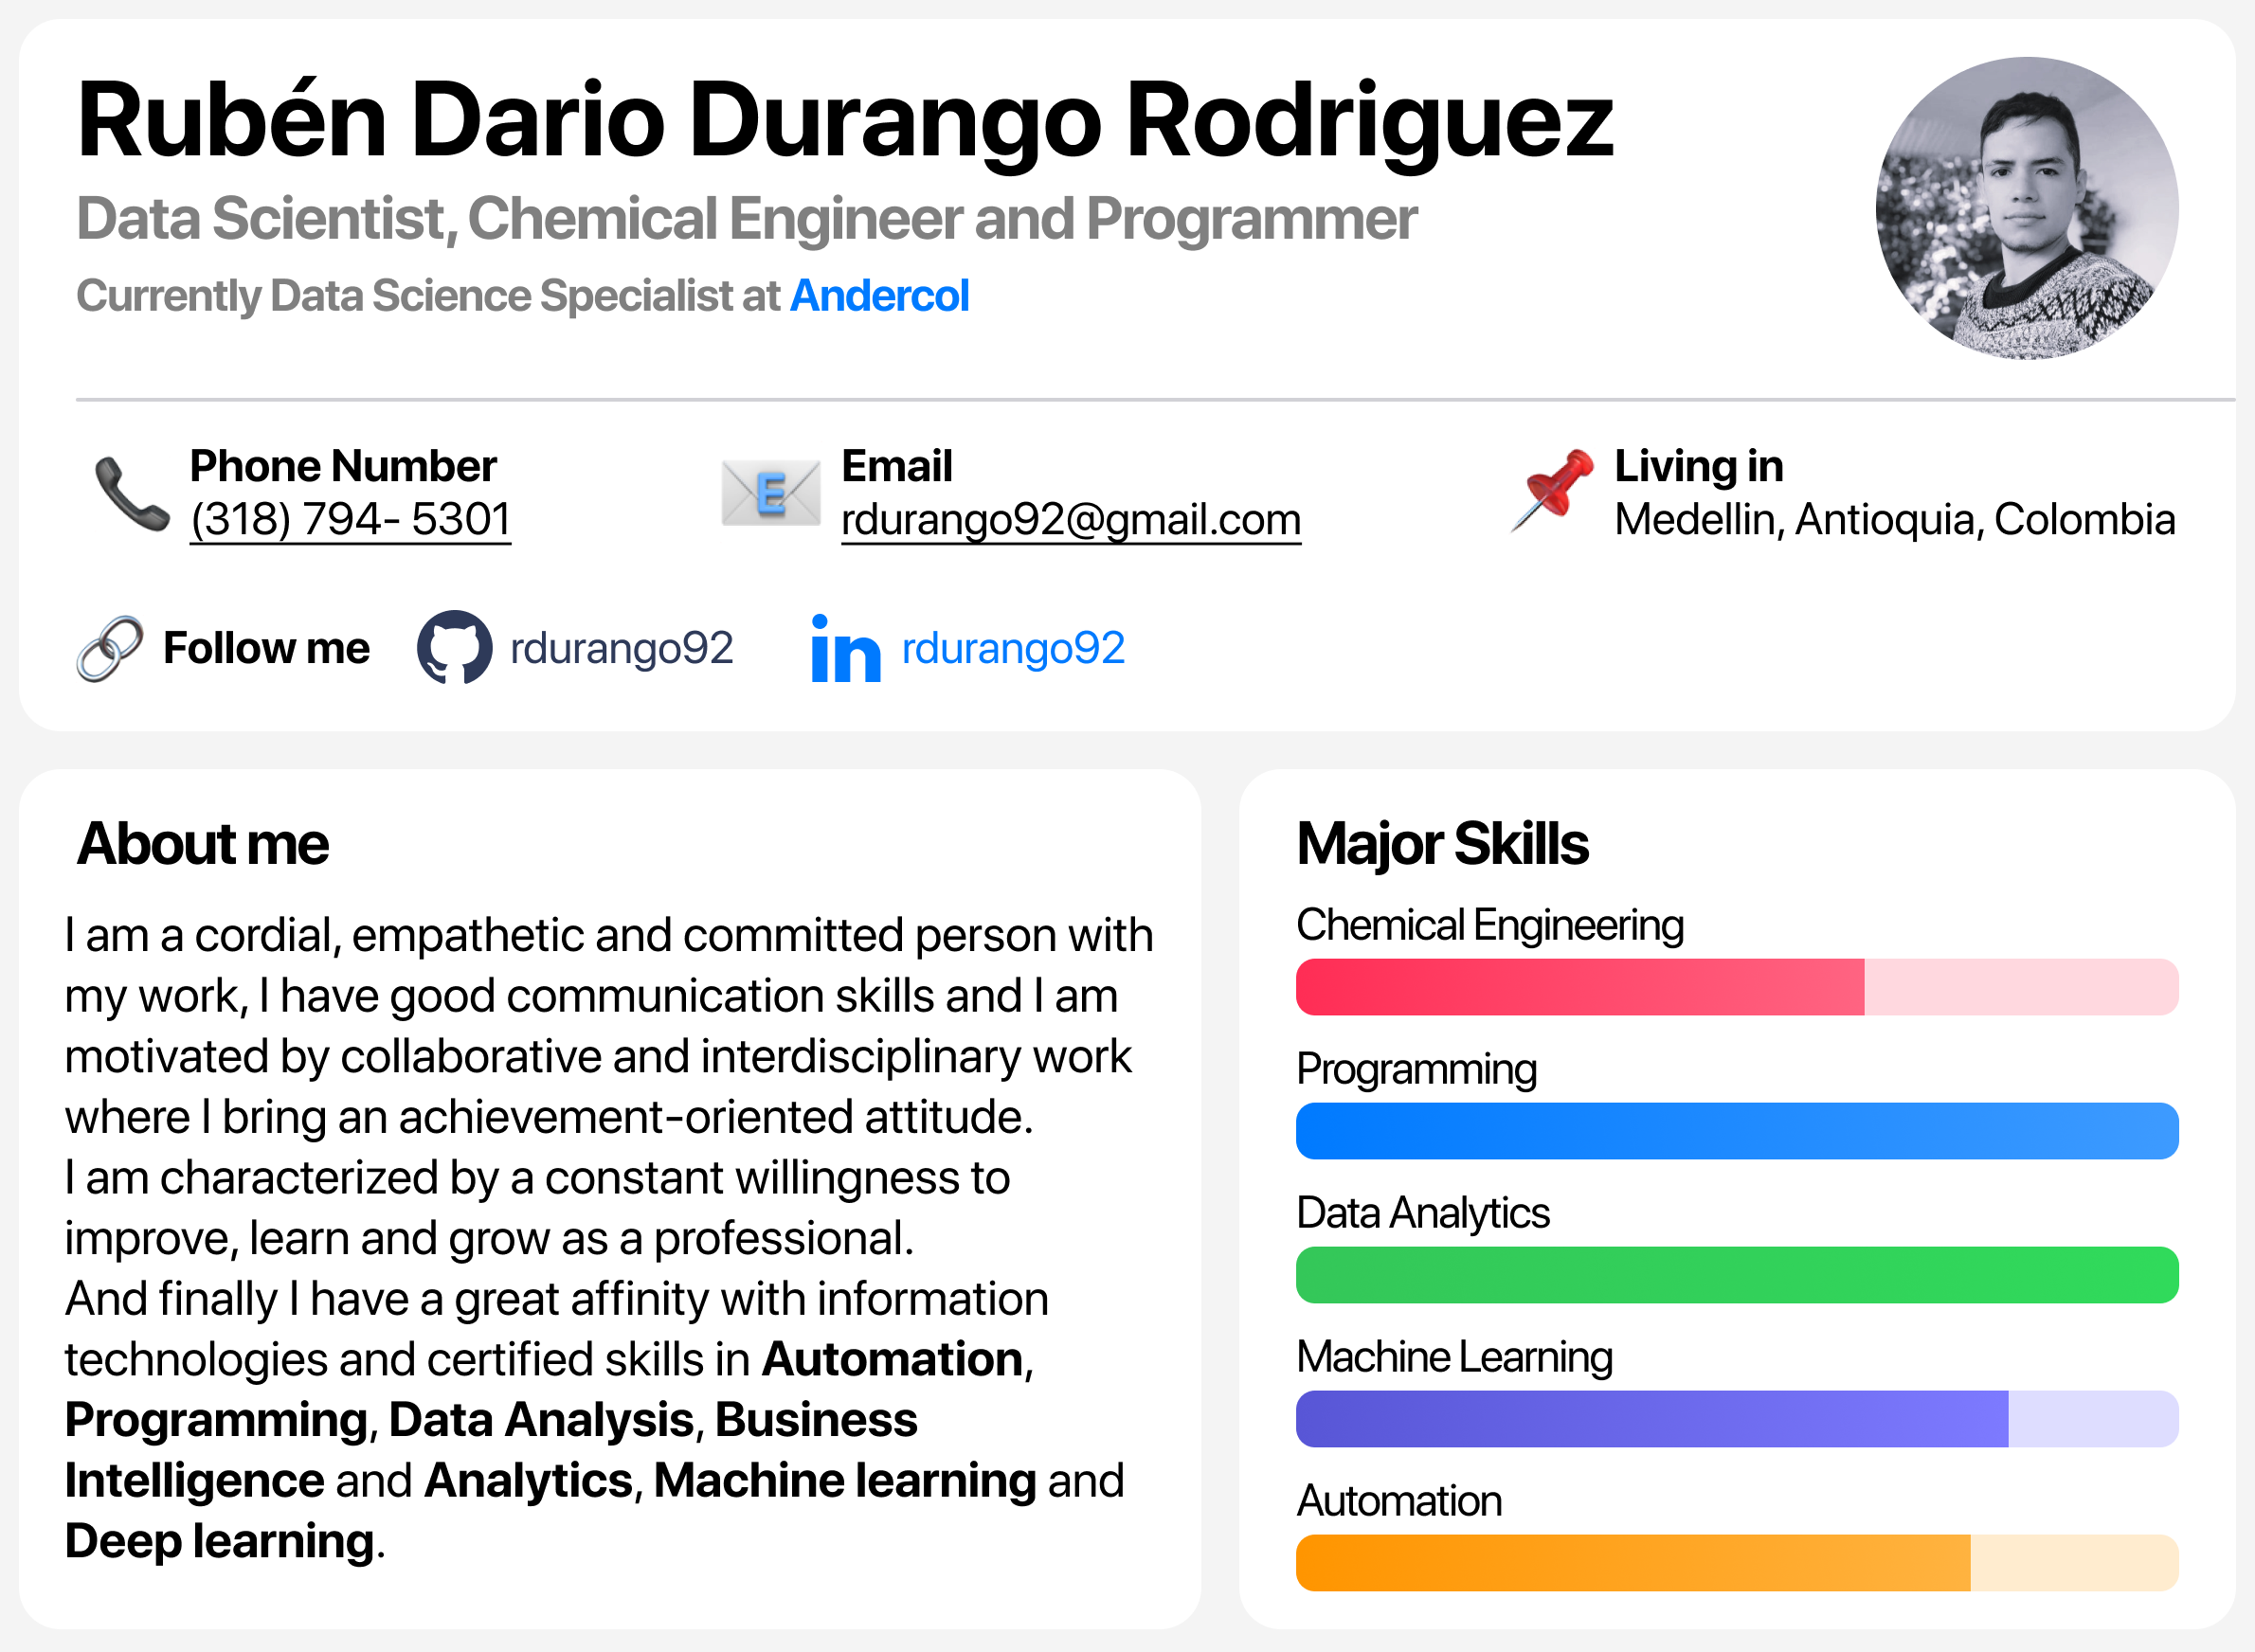 Rubén Dario Durango Rodriguez
Data Scientist, Chemical Engineer and Programmer
Currently Data Science Specialist at Andercol
Phone Number
(318) 794- 5301
Email
rdurango92@gmail.com
Living in
Medellin, Antioquia, Colombia
Follow me rdurango92 in rdurango92
About me
I am a cordial, empathetic and committed person with
my work, I have good communication skills and I am
motivated by collaborative and interdisciplinary work
where I bring an achievement-oriented attitude.
I am characterized by a constant willingness to
improve, learn and grow as a professional.
And finally I have a great affinity with information
technologies and certified skills in Automation,
Programming, Data Analysis, Business
Intelligence and Analytics, Machine learning and
Deep learning.
Major Skills
Chemical Engineering
Programming
Data Analytics
Machine Learning
Automation